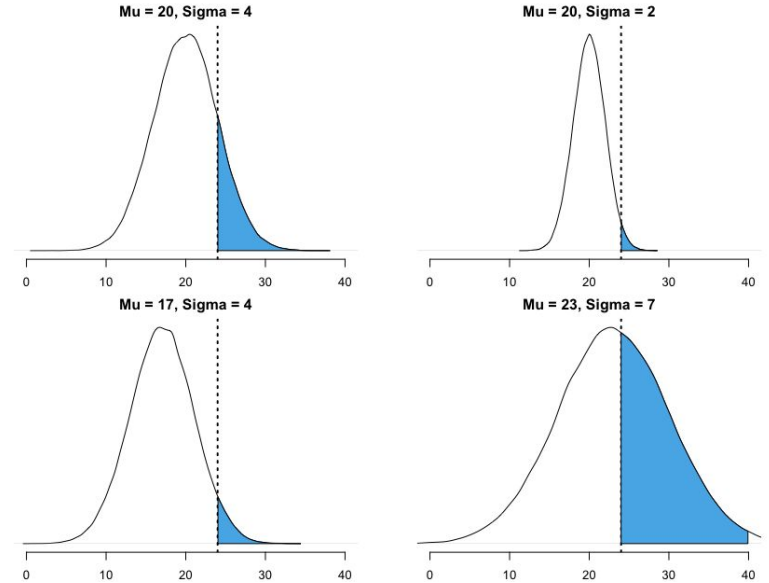 Mu = 20, Sigma = 4
0 10 20 30 40
Mu = 20, Sigma = 2
0 10 20 30 40
Mu = 17, Sigma = 4
0 10 20 30 40
Mu = 23, Sigma = 7
0 10 20 30 40